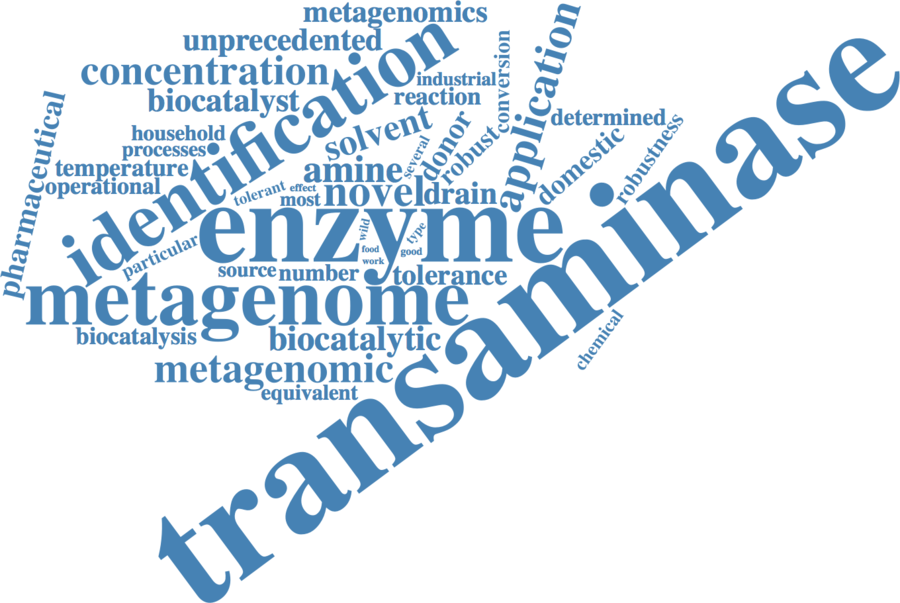 metagenomics
unprecedented
identification
concentration
industrial
conversion
application
transaminase
biocatalyst
reaction
pharmaceutical
household
solvent
donor
robust
determined
processes
several
domestic
robustness
temperature
amine
operational
tolerant
effect
most
novel
drain
enzyme
wild
type
food
good
work
particular
source
number
tolerance
metagenome
biocatalysis
biocatalytic
chemical
metagenomic
equivalent